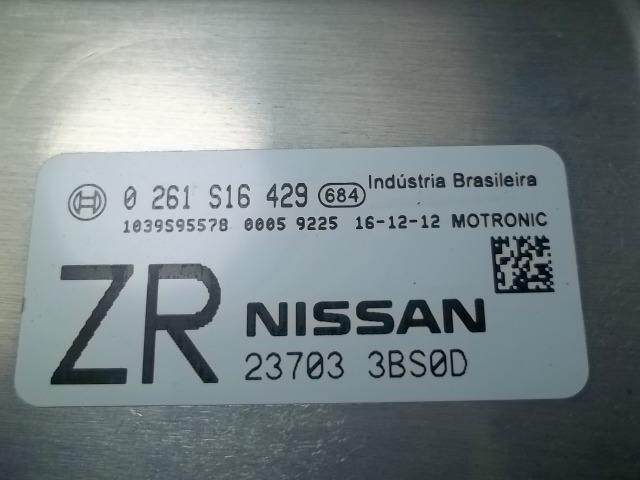 0 261 S16 429 684 Indústria Brasileira
1039S95578 0005 9225 16-12-12 MOTRONIC
ZR NISSAN
23703 3BS0D